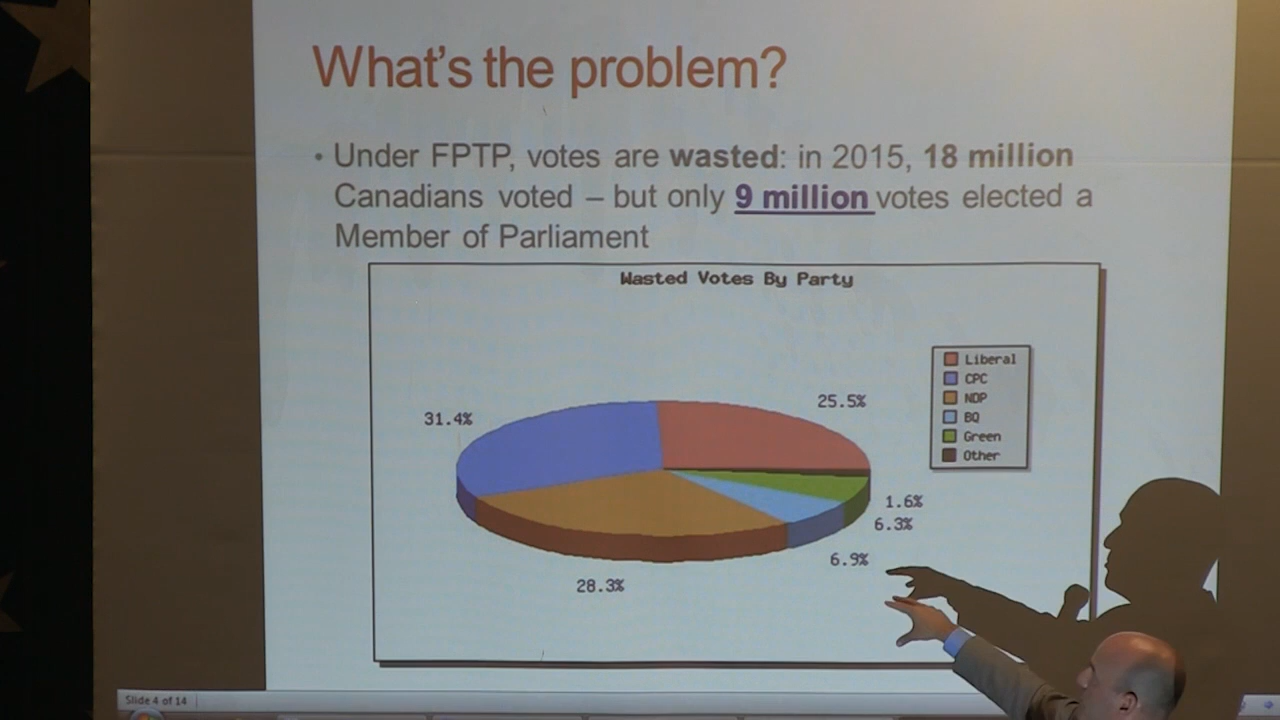 What's the problem?
• Under FPTP, votes are wasted: in 2015, 18 million
Canadians voted – but only 9 million votes elected a
Member of Parliament
Wasted Votes By Party
Liberal
CPC
NDP
BQ
Green
Other
25.5%
31.4%
1.6%
6.3%
6.9%
28.3%
Slide 4 of 14